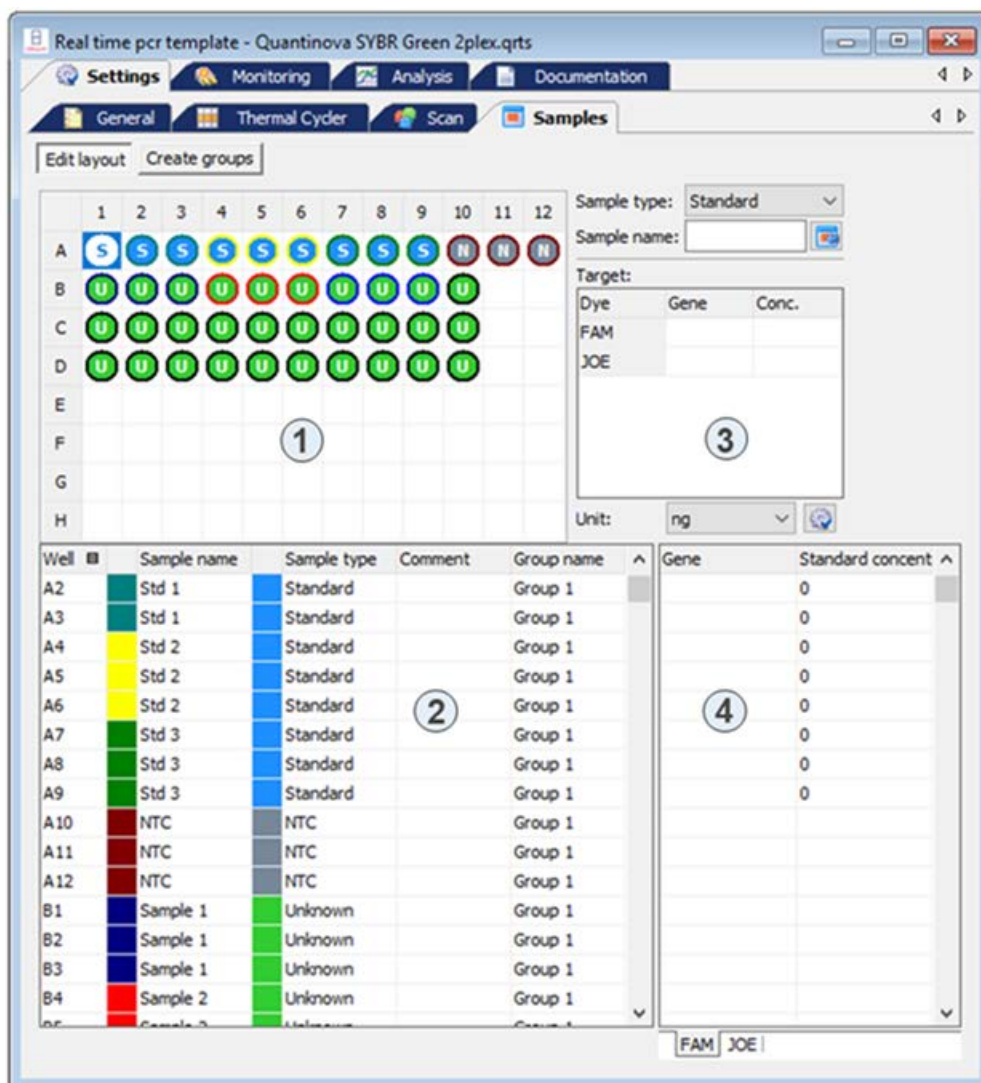 Real time pcr template - Quantinova SYBR Green 2plex.qrts
Settings Monitoring Analysis Documentation
General Thermal Cycler Scan Samples
Edit layout Create groups
1 2 3 4 5 6 7 8 9 10 11 12
A S S S S S S S S S N N N
B U U U U U U U U U U
C U U U U U U U U U U
D U U U U U U U U U U
E
F
G
H
1
Sample type: Standard
Sample name:
Target:
Dye Gene Conc.
FAM
JOE
3
Unit: ng
Well Sample name Sample type Comment Group name
A2 Std 1 Standard Group 1
A3 Std 1 Standard Group 1
A4 Std 2 Standard Group 1
A5 Std 2 Standard Group 1
A6 Std 2 Standard Group 1
A7 Std 3 Standard Group 1
A8 Std 3 Standard Group 1
A9 Std 3 Standard Group 1
A10 NTC NTC Group 1
A11 NTC NTC Group 1
A12 NTC NTC Group 1
B1 Sample 1 Unknown Group 1
B2 Sample 1 Unknown Group 1
B3 Sample 1 Unknown Group 1
B4 Sample 2 Unknown Group 1
2
Gene Standard concent
0
0
0
0
0
0
0
0
4
FAM JOE